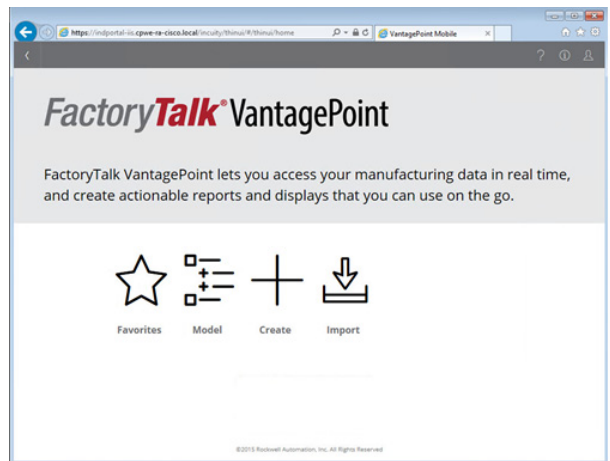 https://indportal-iic.cpwe-ra-cisco.local/incuity/thinui/#/thinui/home
VantagePoint Mobile
FactoryTalk® VantagePoint
FactoryTalk VantagePoint lets you access your manufacturing data in real time,
and create actionable reports and displays that you can use on the go.
Favorites Model Create Import
©2015 Rockwell Automation, Inc. All Rights Reserved